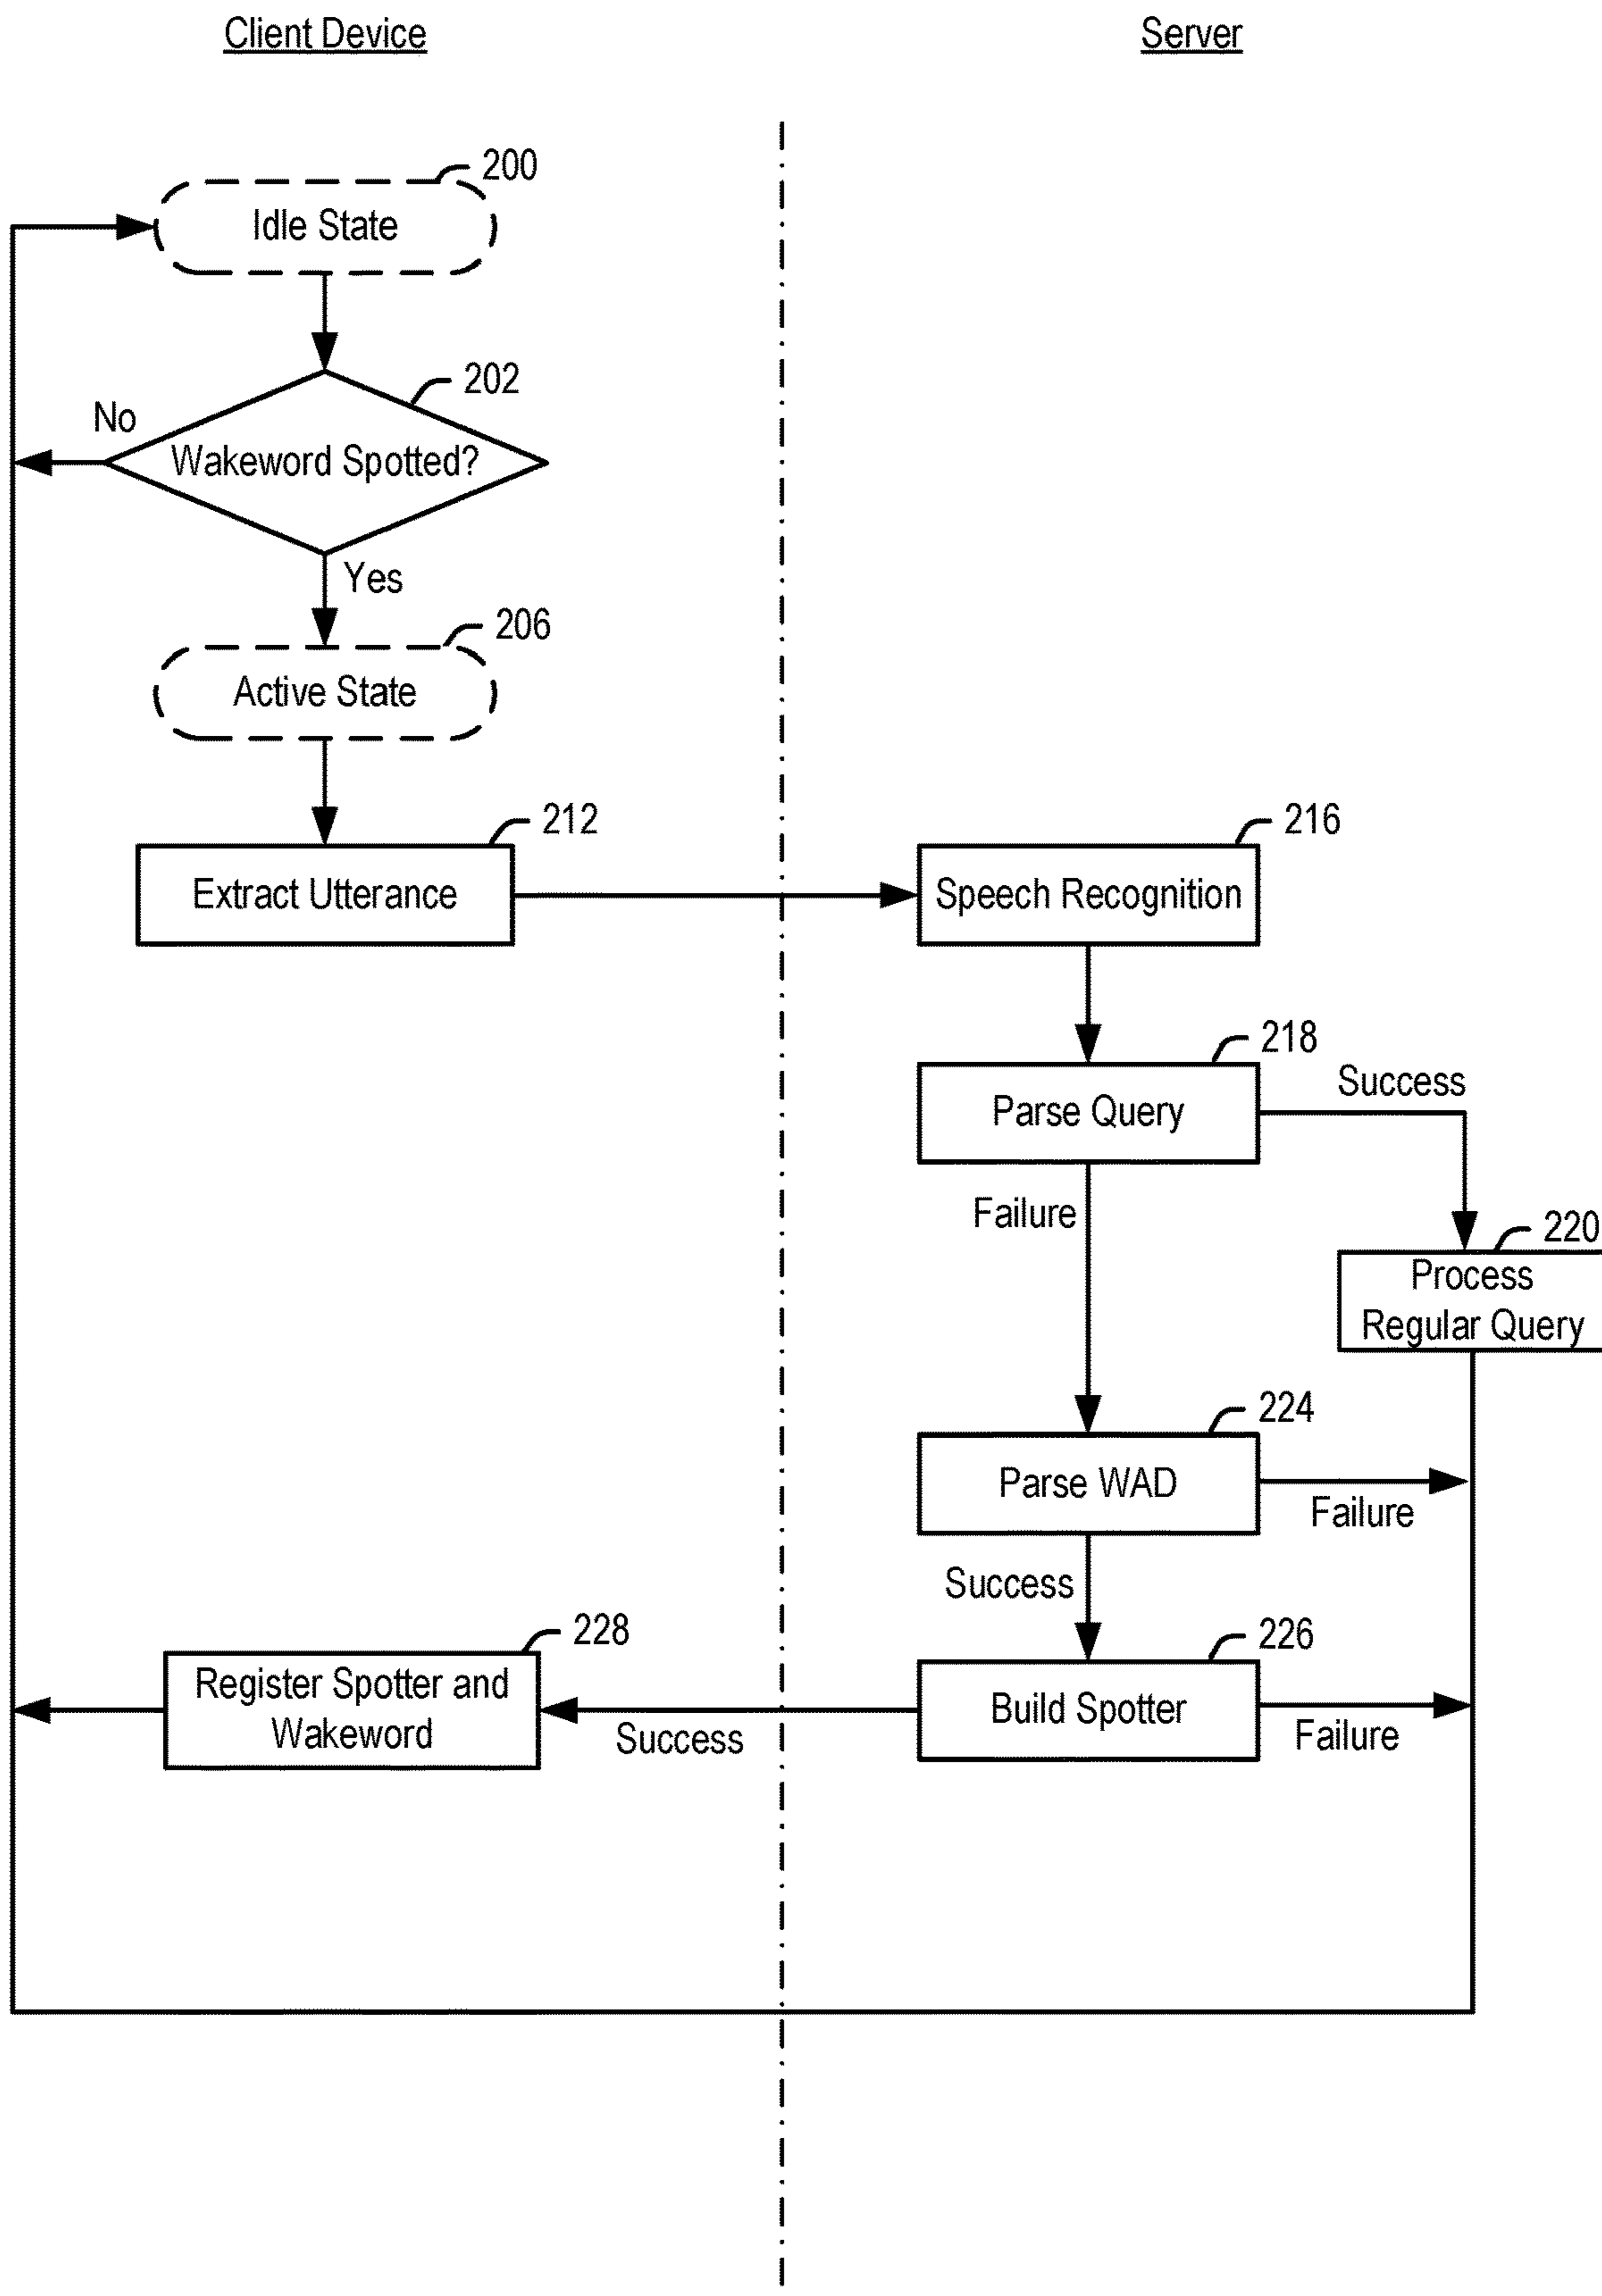 Client Device
Server
200
Idle State
202
No
Wakeword Spotted?
Yes
206
Active State
212
216
Extract Utterance
Speech Recognition
218
Success
Parse Query
Failure
220
Process
Regular Query
224
Parse WAD
Failure
Success
228
226
Register Spotter and
Wakeword
Build Spotter
Success
Failure